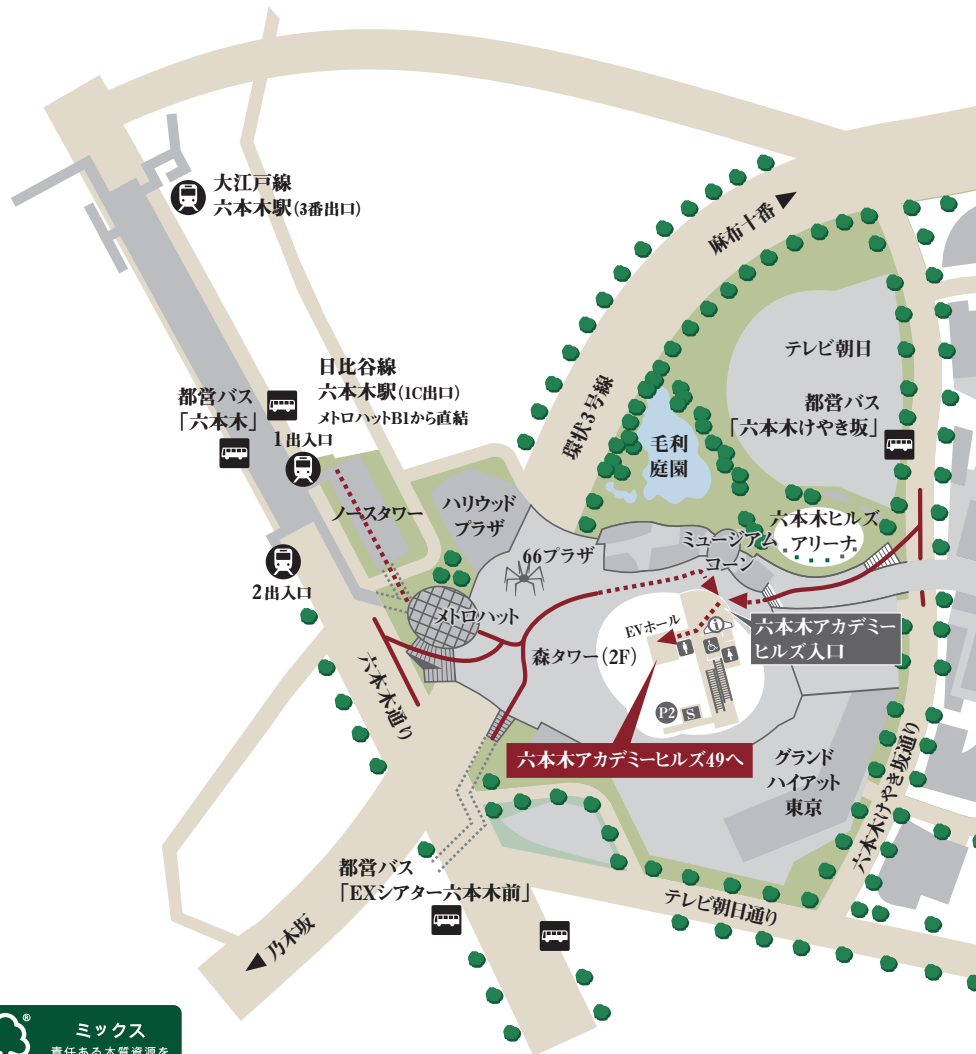 大江戸線
六本木駅(3番出口)
麻布十番
テレビ朝日
日比谷線
六本木駅(1C出口)
メトロハットB1から直結
都営バス
「六本木」
1出入口
環状3号線
毛利
庭園
都営バス
「六本木けやき坂」
ノースタワー
ハリウッド
プラザ
66プラザ
ミュージアム
コーン
六本木ヒルズ
アリーナ
2出入口
メトロハット
EVホール
六本木アカデミー
ヒルズ入口
森タワー(2F)
六本木通り
P2
S
六本木アカデミーヒルズ49へ
グランド
ハイアット
東京
六本木けやき坂通り
都営バス
「EXシアター六本木前」
テレビ朝日通り
乃木坂
®
ミックス
責任ある木質資源を